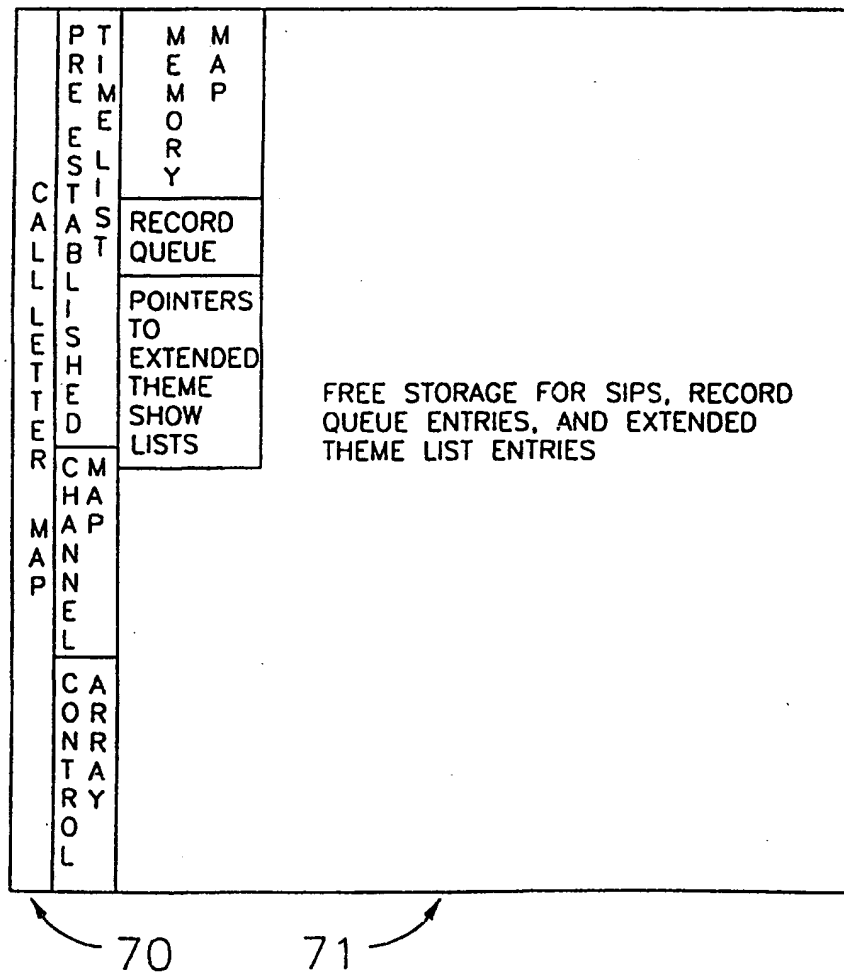 CALL LETTER MAP
PRE ESTABLISHED
TIME LIST
CHANNEL
MAP
CONTROL
ARRAY
MEMORY
MAP
RECORD
QUEUE
POINTERS
TO
EXTENDED
THEME
SHOW
LISTS
FREE STORAGE FOR SIPS, RECORD
QUEUE ENTRIES, AND EXTENDED
THEME LIST ENTRIES
70
71